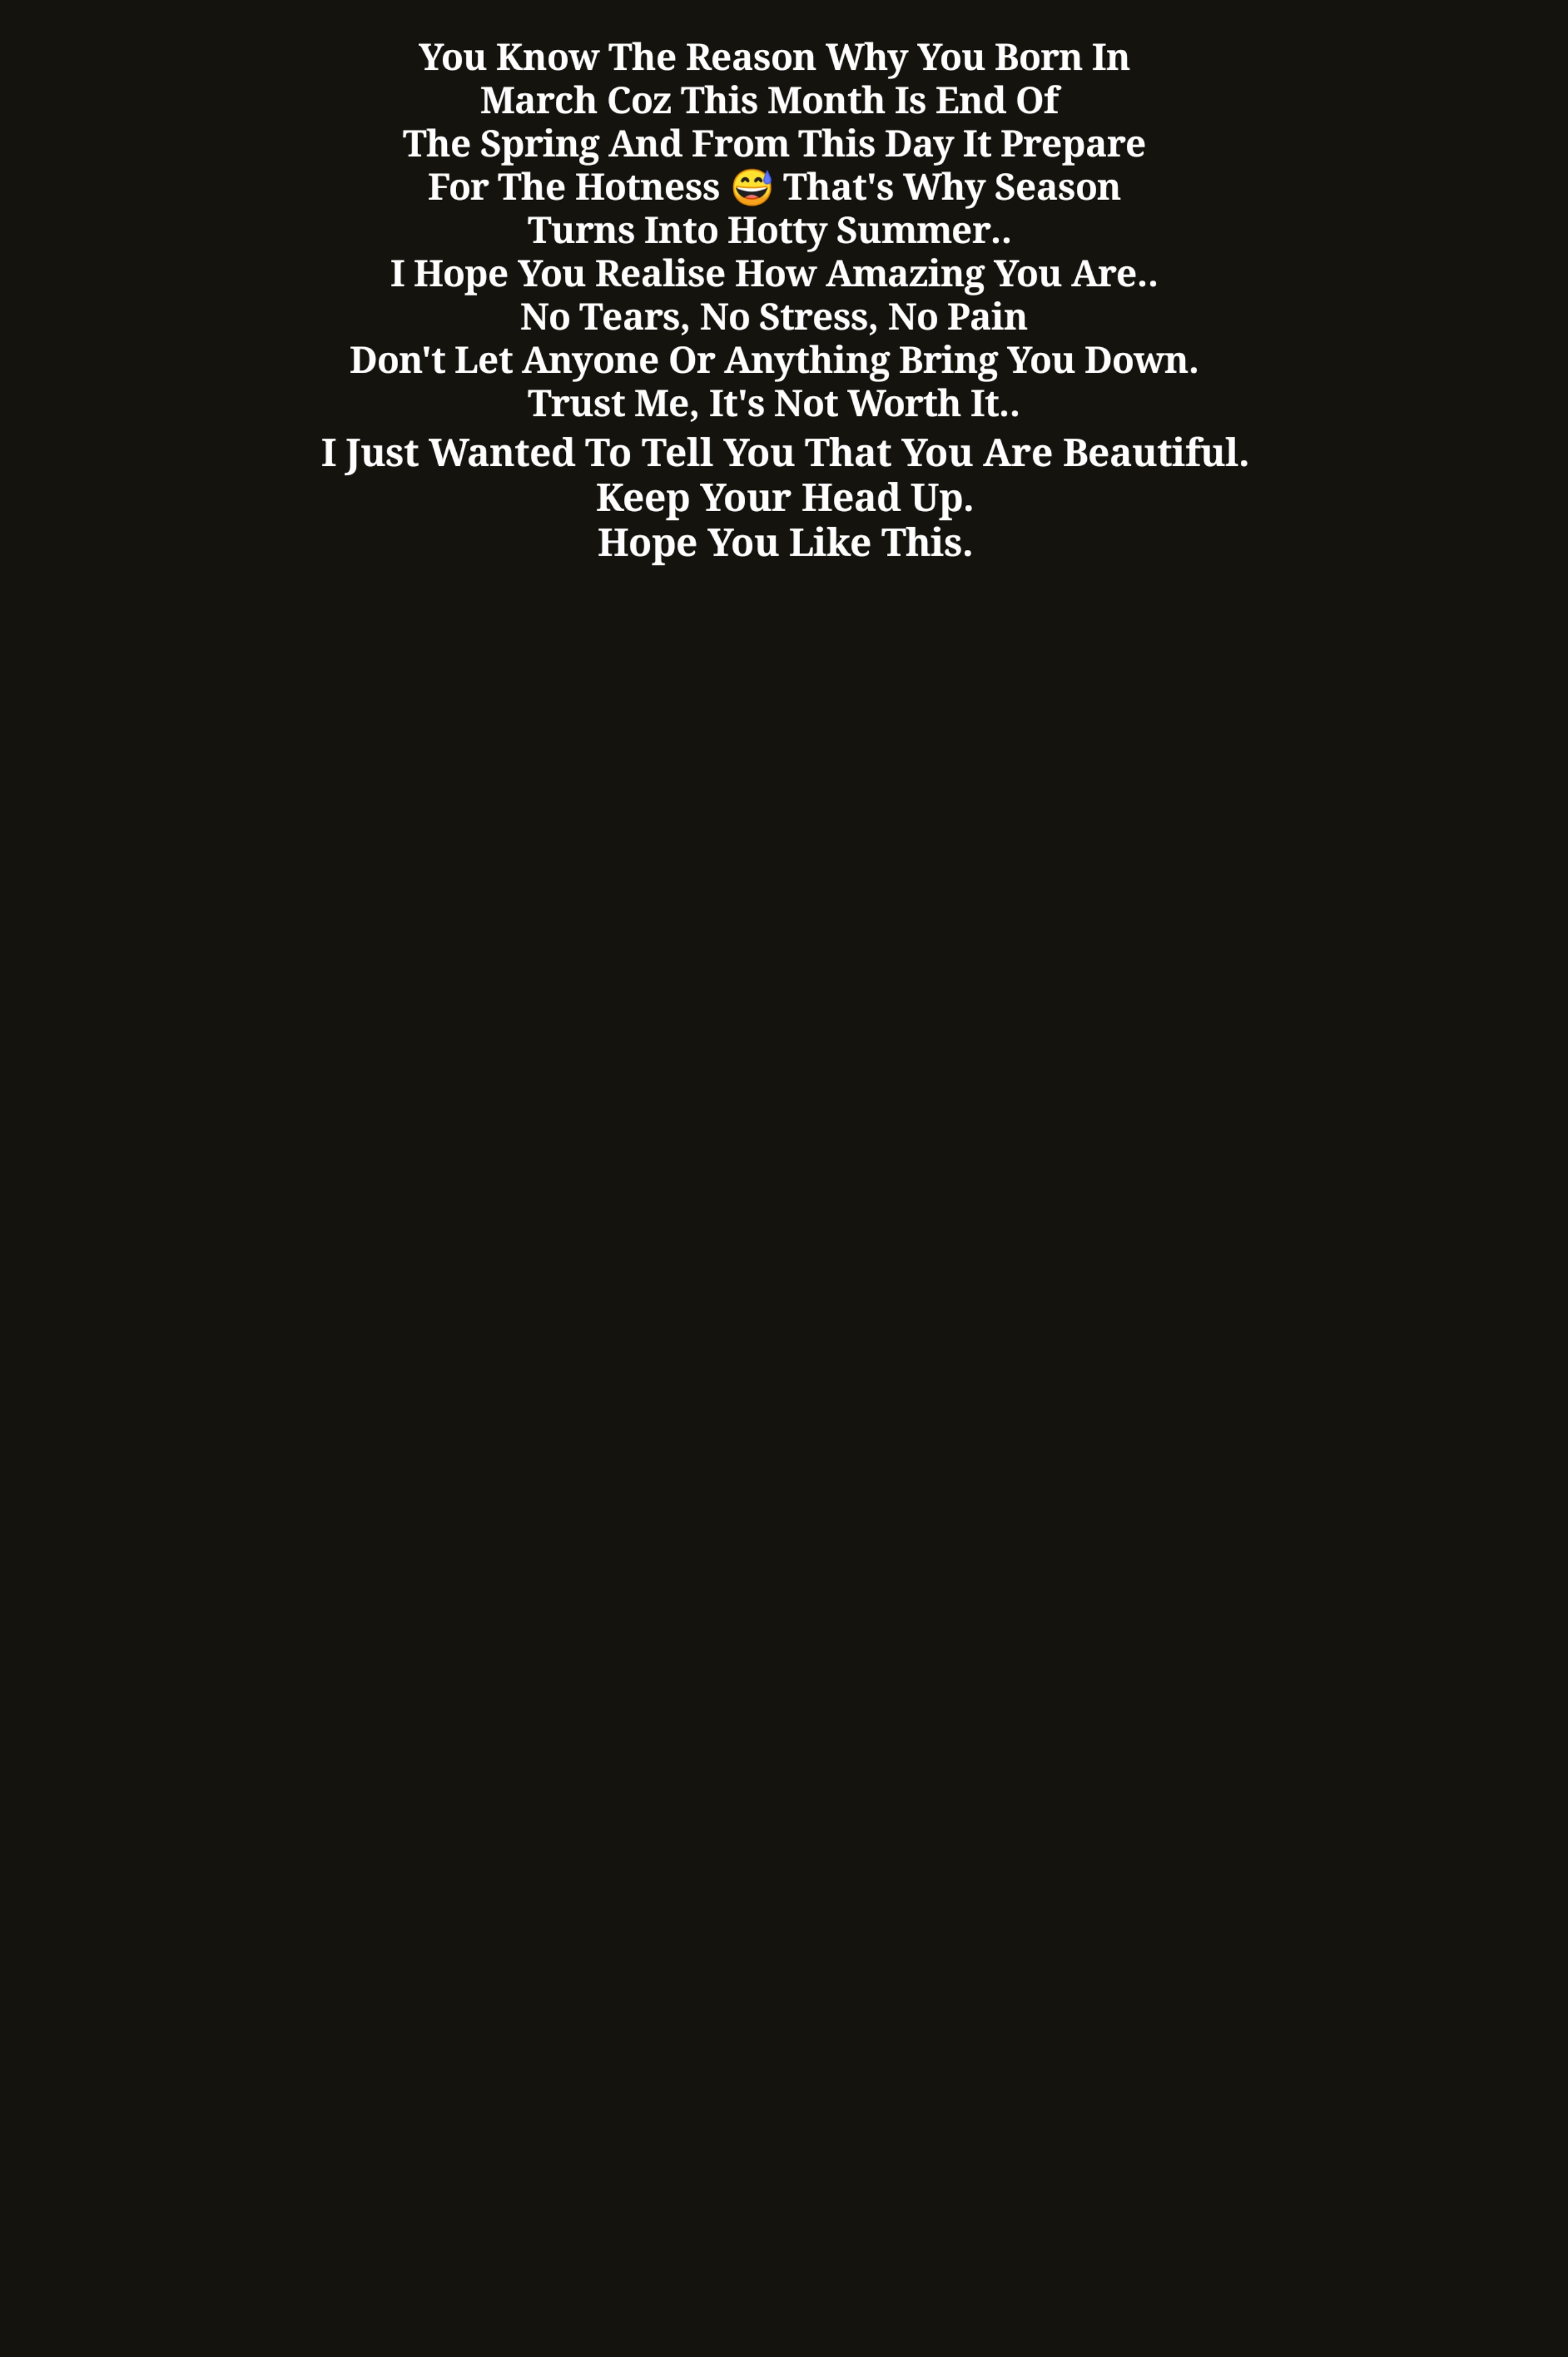 You Know The Reason Why You Born In
March Coz This Month Is End Of
The Spring And From This Day It Prepare
For The Hotness 😅 That's Why Season
Turns Into Hotty Summer..
I Hope You Realise How Amazing You Are..
No Tears, No Stress, No Pain
Don't Let Anyone Or Anything Bring You Down.
Trust Me, It's Not Worth It..
I Just Wanted To Tell You That You Are Beautiful.
Keep Your Head Up.
Hope You Like This.